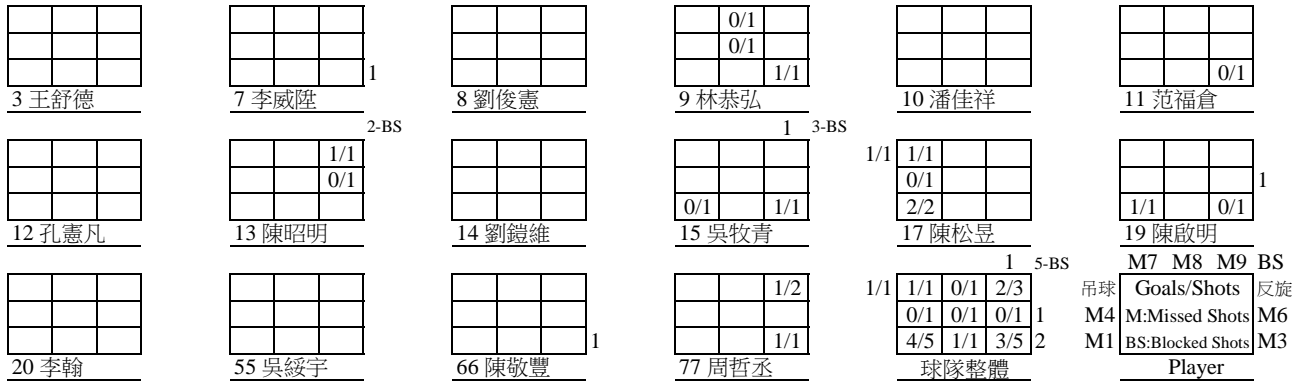 0/1
0/1
1 1/1 0/1
3 王舒德 7 李威陞 8 劉俊憲 9 林恭弘 10 潘佳祥 11 范福倉
2-BS 1 3-BS
1/1 1/1 1/1
0/1 0/1 1
0/1 1/1 2/2 1/1 0/1
12 孔憲凡 13 陳昭明 14 劉鎧維 15 吳牧青 17 陳松昱 19 陳啟明
1 5-BS M7 M8 M9 BS
1/2 1/1 1/1 0/1 2/3 吊球 Goals/Shots 反旋
0/1 0/1 0/1 1 M4 M:Missed Shots M6
1 1/1 4/5 1/1 3/5 2 M1 BS:Blocked Shots M3
20 李翰 55 吳綏宇 66 陳敬豐 77 周哲丞 球隊整體 Player